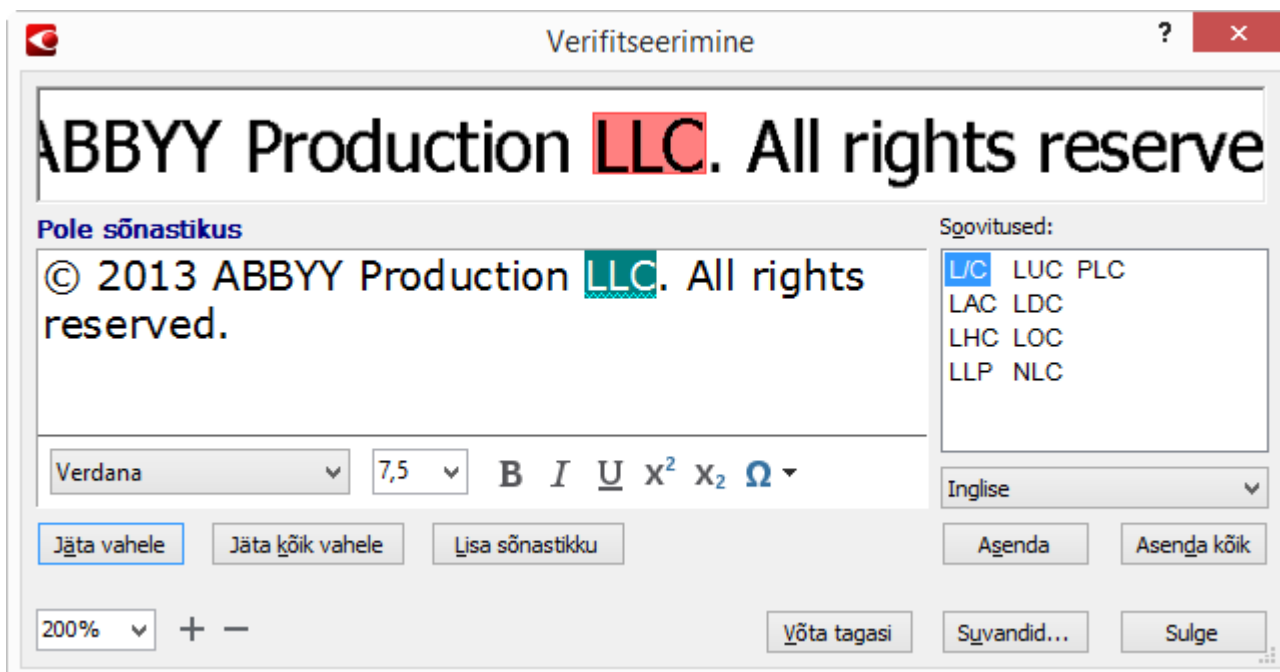 Verifitseerimine ?
ABBYY Production LLC. All rights reserve
Pole sõnastikus
© 2013 ABBYY Production LLC. All rights
reserved.
Soovitused:
L/C LUC PLC
LAC LDC
LHC LOC
LLP NLC
Verdana 7,5 B I U X² X₂ Ω
Inglise
Jäta vahele Jäta kõik vahele Lisa sõnastikku Asenda Asenda kõik
200% + − Võta tagasi Suvandid... Sulge